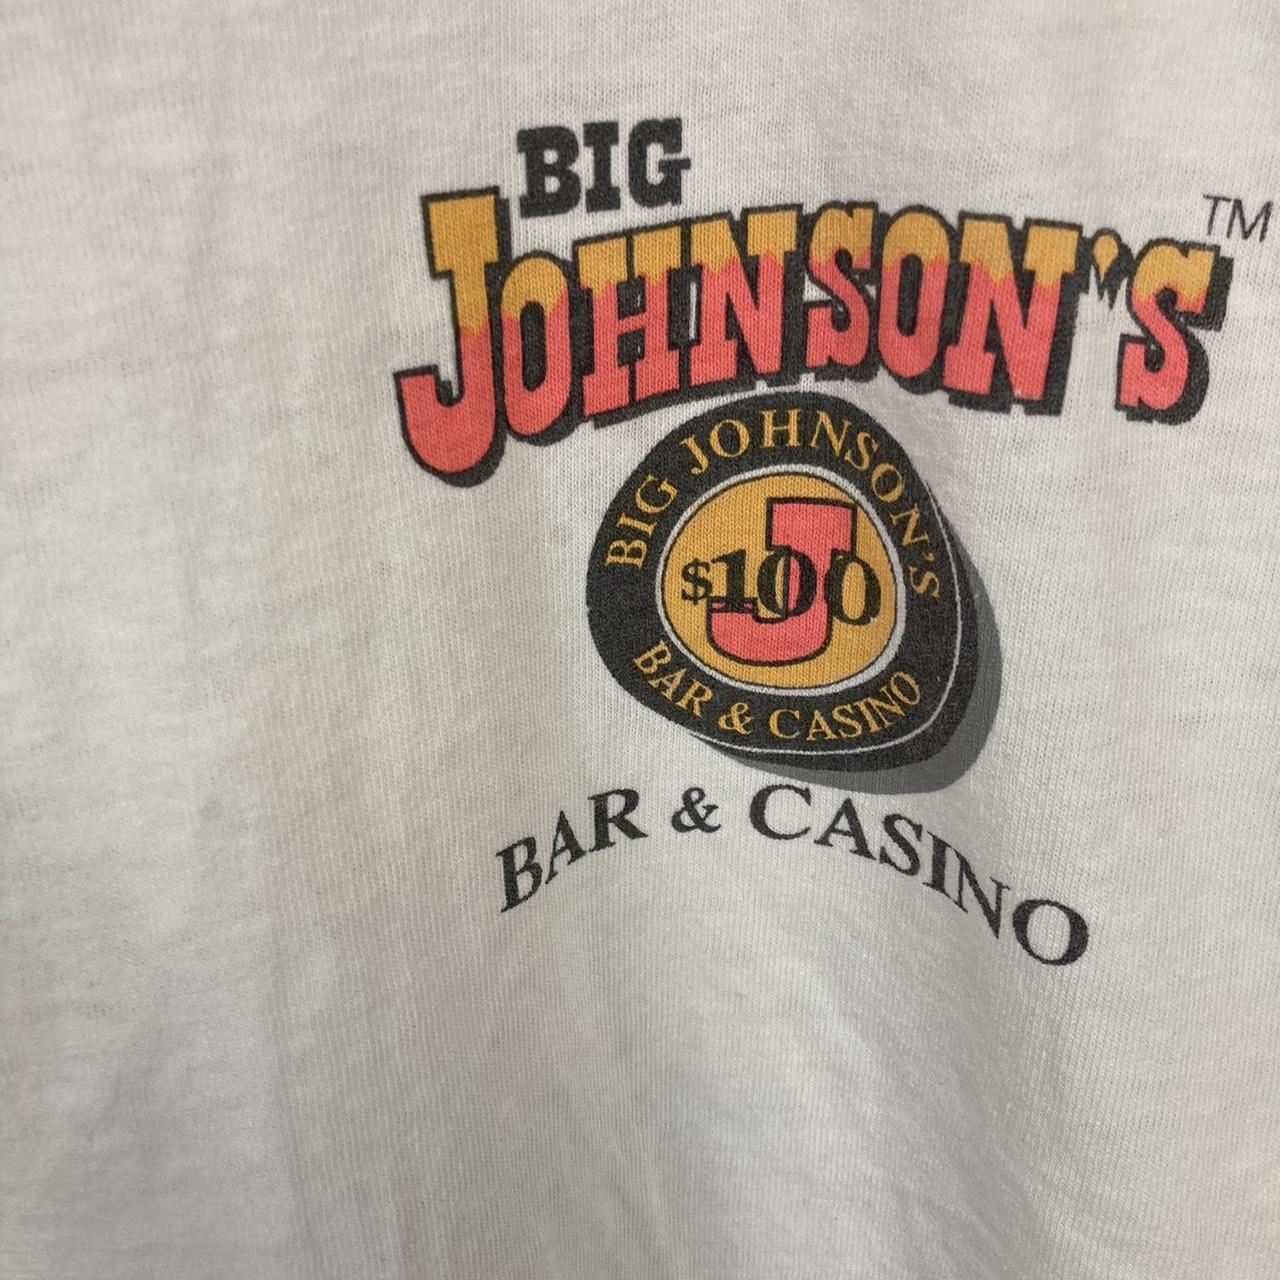 BIG
JOHNSON'S TM
BIG JOHNSON'S
J
$100
BAR & CASINO
BAR & CASINO